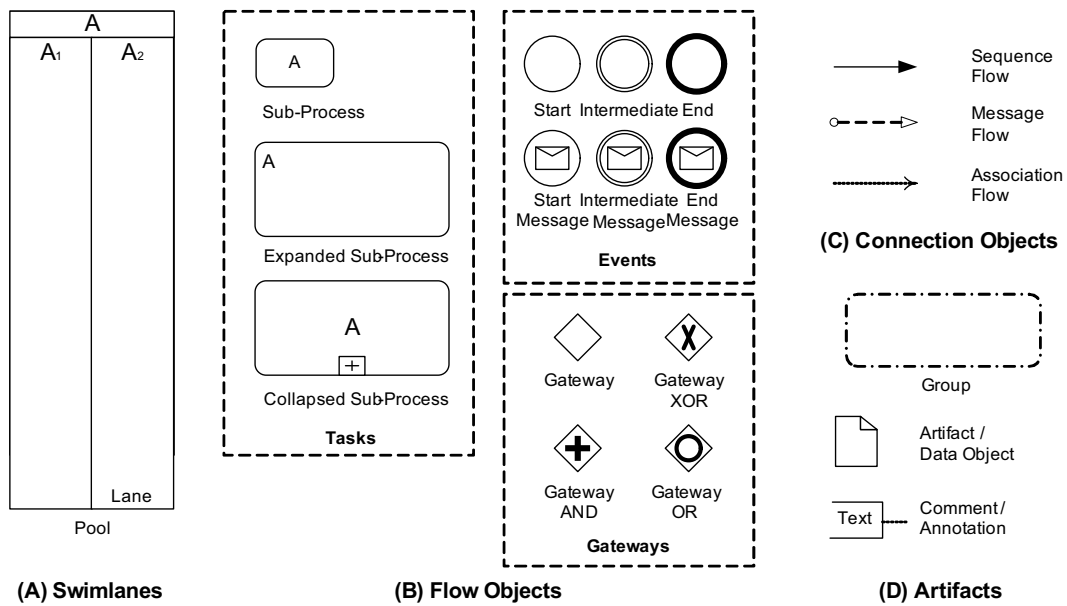 A
A1
A2
Lane
Pool
(A) Swimlanes
A
Sub-Process
A
Expanded Sub-Process
A
Collapsed Sub-Process
Tasks
Start Intermediate End
Start Intermediate End
Message Message Message
Events
Gateway
Gateway
XOR
Gateway
AND
Gateway
OR
Gateways
(B) Flow Objects
Sequence
Flow
Message
Flow
Association
Flow
(C) Connection Objects
Group
Artifact /
Data Object
Text
Comment /
Annotation
(D) Artifacts